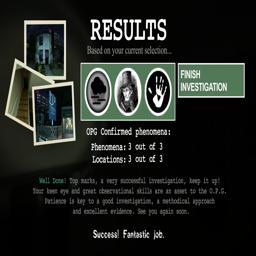 RESULTS
Based on your current selection...
FINISH
INVESTIGATION
OPG Confirmed phenomena:
Phenomena: 3 out of 3
Locations: 3 out of 3
Well Done! Top marks, a very successful investigation, keep it up!
Your keen eye and great observational skills are as asset to the O.P.G.
Patience is key to a good investigation, a methodical approach
and excellent evidence. See you again soon.
Success! Fantastic job.